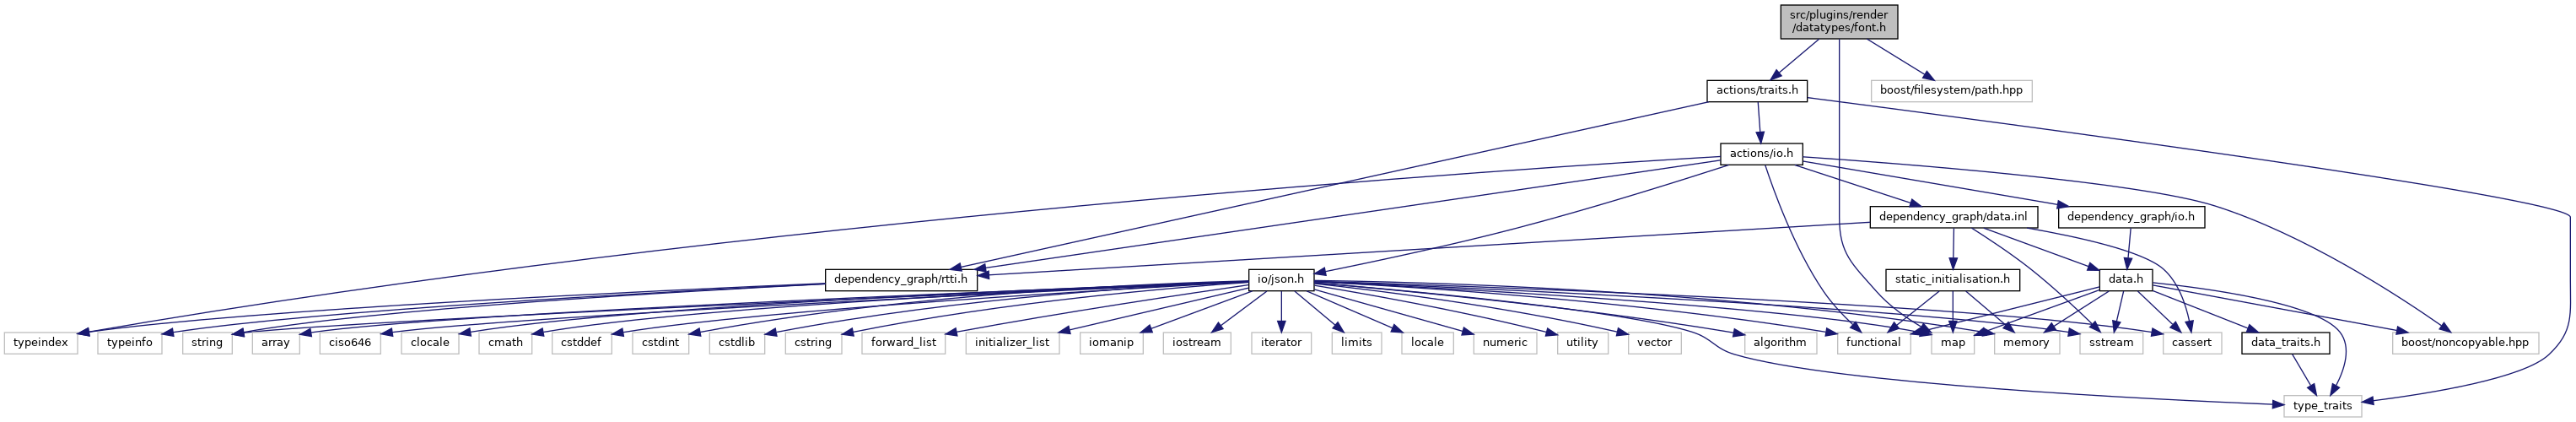 src/plugins/render
/datatypes/font.h
actions/traits.h
boost/filesystem/path.hpp
actions/io.h
dependency_graph/data.inl
dependency_graph/io.h
dependency_graph/rtti.h
io/json.h
static_initialisation.h
data.h
typeindex
typeinfo
string
array
ciso646
clocale
cmath
cstddef
cstdint
cstdlib
cstring
forward_list
initializer_list
iomanip
iostream
iterator
limits
locale
numeric
utility
vector
algorithm
functional
map
memory
sstream
cassert
data_traits.h
boost/noncopyable.hpp
type_traits